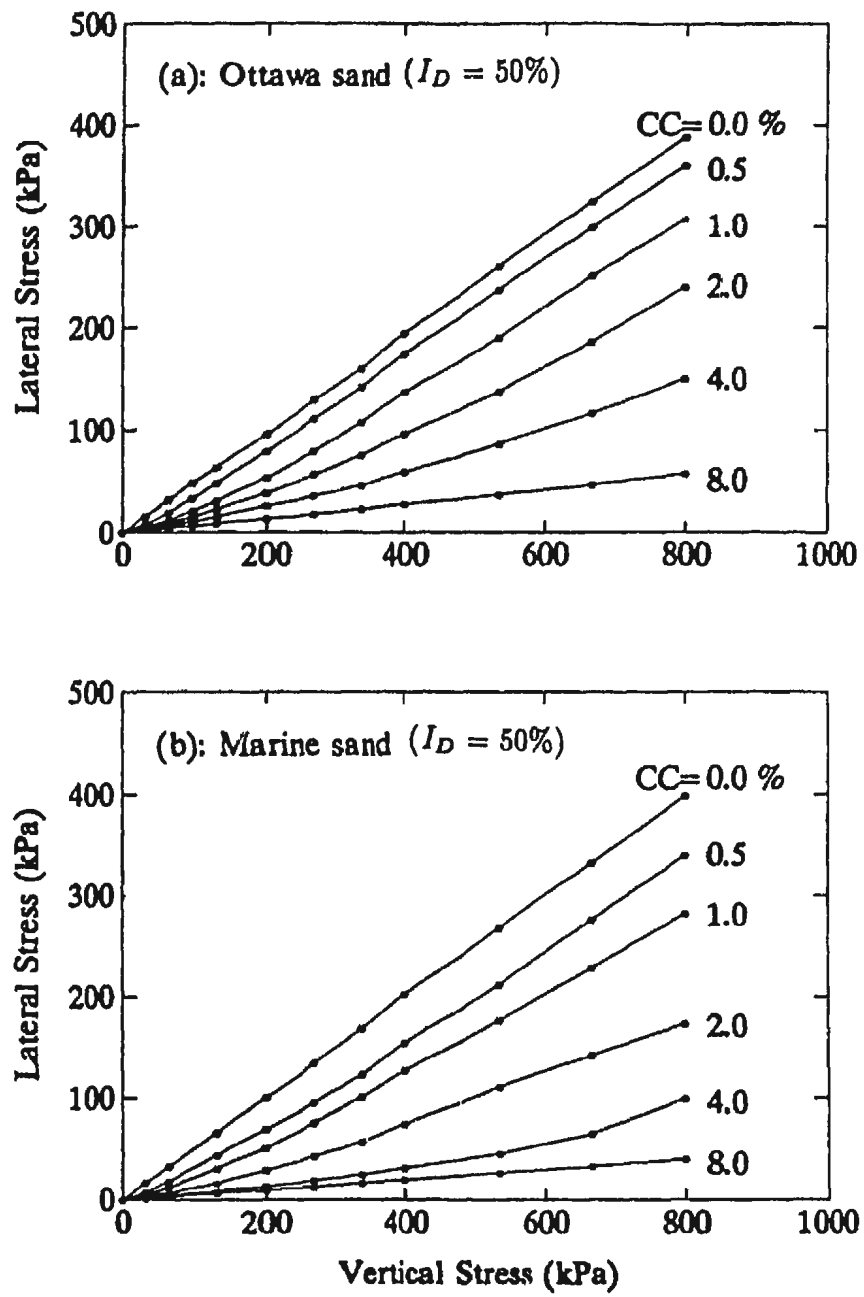 500
(a): Ottawa sand (I_D = 50%)
400
CC= 0.0 %
0.5
300
1.0
2.0
200
4.0
100
8.0
0
0 200 400 600 800 1000
Lateral Stress (kPa)
500
(b): Marine sand (I_D = 50%)
CC= 0.0 %
400
0.5
300
1.0
200
2.0
4.0
100
8.0
0
0 200 400 600 800 1000
Lateral Stress (kPa)
Vertical Stress (kPa)